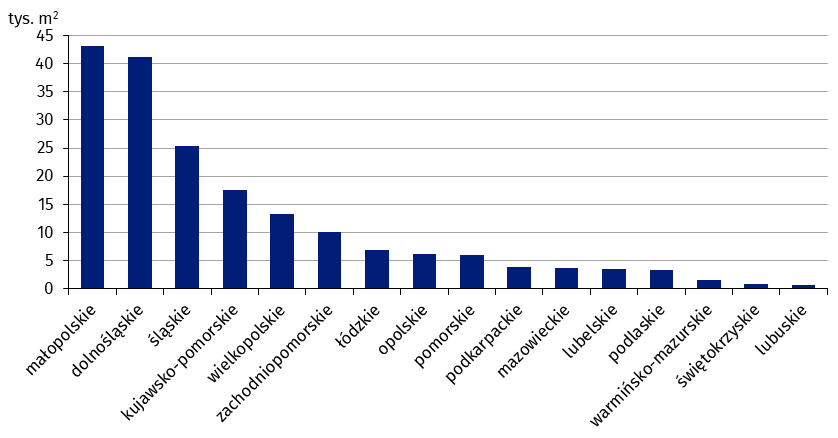 tys. m²
45
40
35
30
25
20
15
10
5
0
małopolskie
dolnośląskie
śląskie
kujawsko-pomorskie
wielkopolskie
zachodniopomorskie
łódzkie
opolskie
pomorskie
podkarpackie
mazowieckie
lubelskie
podlaskie
warmińsko-mazurskie
świętokrzyskie
lubuskie